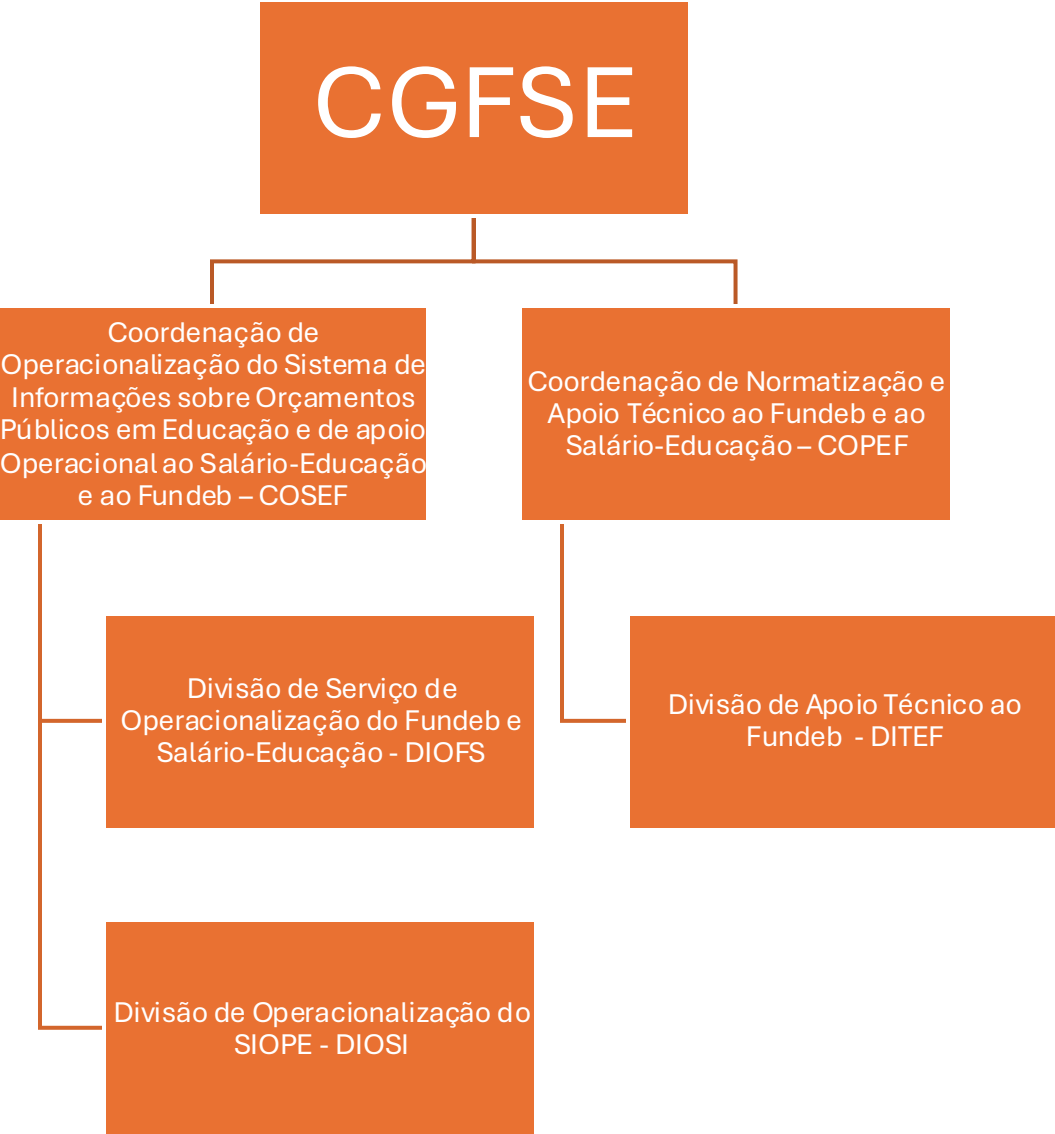 CGFSE
Coordenação de
Operacionalização do Sistema de
Informações sobre Orçamentos
Públicos em Educação e de apoio
Operacional ao Salário-Educação
e ao Fundeb – COSEF
Coordenação de Normatização e
Apoio Técnico ao Fundeb e ao
Salário-Educação – COPEF
Divisão de Serviço de
Operacionalização do Fundeb e
Salário-Educação - DIOFS
Divisão de Apoio Técnico ao
Fundeb - DITEF
Divisão de Operacionalização do
SIOPE - DIOSI